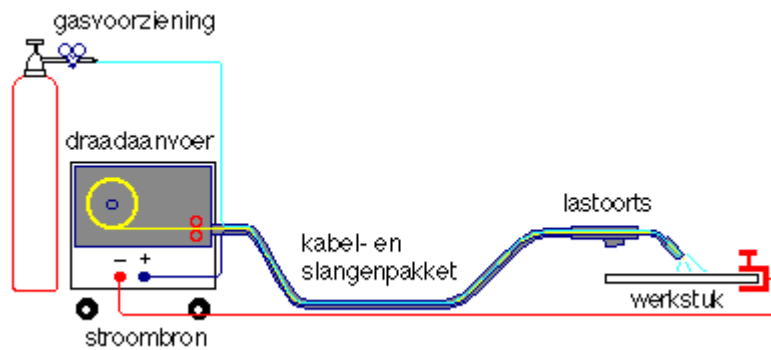 gasvoorziening
draadaanvoer
lastoorts
kabel- en
slangenpakket
– +
werkstuk
stroombron